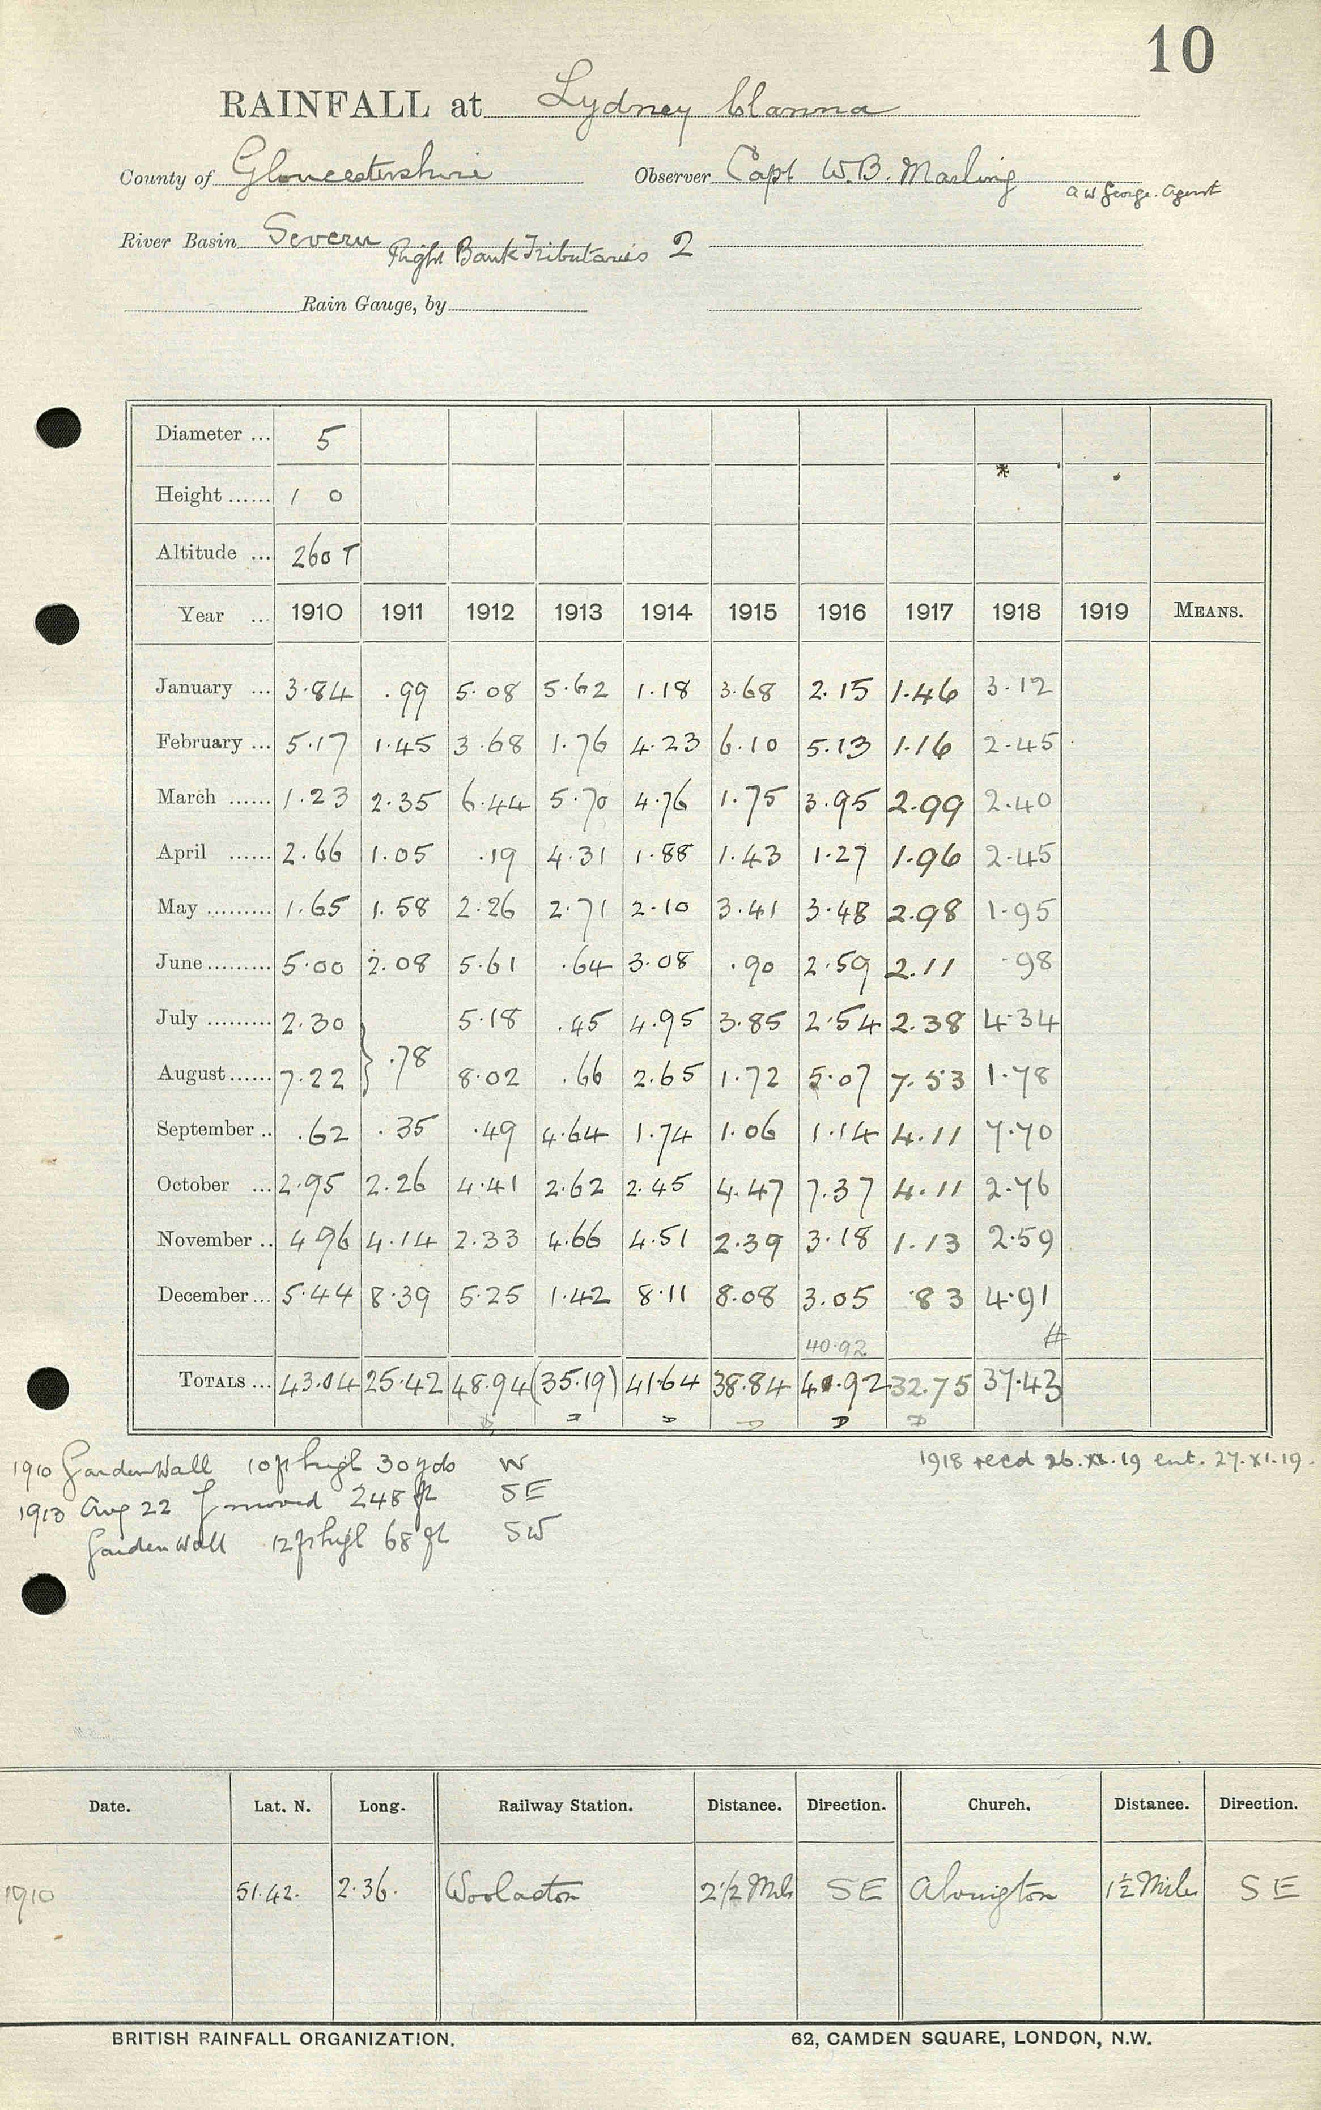 10
RAINFALL at Lydney Clanna
County of Gloucestershire Observer Capt W.B. Marling A W George. Agent
River Basin Severn Right Bank Tributaries 2
Rain Gauge, by
Diameter ... 5
Height ...... 1 0 *
Altitude ... 260 T
Year ... 1910 1911 1912 1913 1914 1915 1916 1917 1918 1919 MEANS.
January ... 3.84 .99 5.08 5.62 1.18 3.68 2.15 1.46 3.12
February ... 5.17 1.45 3.68 1.76 4.23 6.10 5.13 1.16 2.45
March ...... 1.23 2.35 6.44 5.70 4.76 1.75 3.95 2.99 2.40
April ...... 2.66 1.05 .19 4.31 1.88 1.43 1.27 1.96 2.45
May ......... 1.65 1.58 2.26 2.71 2.10 3.41 3.48 2.98 1.95
June ......... 5.00 2.08 5.61 .64 3.08 .90 2.59 2.11 .98
July ......... 2.30 5.18 .45 4.95 3.85 2.54 2.38 4.34
} .78
August ...... 7.22 8.02 .66 2.65 1.72 5.07 7.53 1.78
September .. .62 .35 .49 4.64 1.74 1.06 1.14 4.11 7.70
October ... 2.95 2.26 4.41 2.62 2.45 4.47 7.37 4.11 2.76
November .. 4.96 4.14 2.33 4.66 4.51 2.39 3.18 1.13 2.59
December ... 5.44 8.39 5.25 1.42 8.11 8.08 3.05 .83 4.91
40.92 #
TOTALS ... 43.04 25.42 48.94 (35.19) 41.64 38.84 40.92 32.75 37.43
1910 Garden Wall 10 ft high 30 yds W
1918 recd 26.XI.19 ent. 27.XI.19.
1913 Aug 22 moved 248 ft SE
Garden Wall 12 ft high 68 ft SW
Date. Lat. N. Long. Railway Station. Distance. Direction. Church. Distance. Direction.
1910 51.42. 2.36. Woolaston 2 1/2 Mls SE Alvington 1½ Miles SE
BRITISH RAINFALL ORGANIZATION. 62, CAMDEN SQUARE, LONDON, N.W.